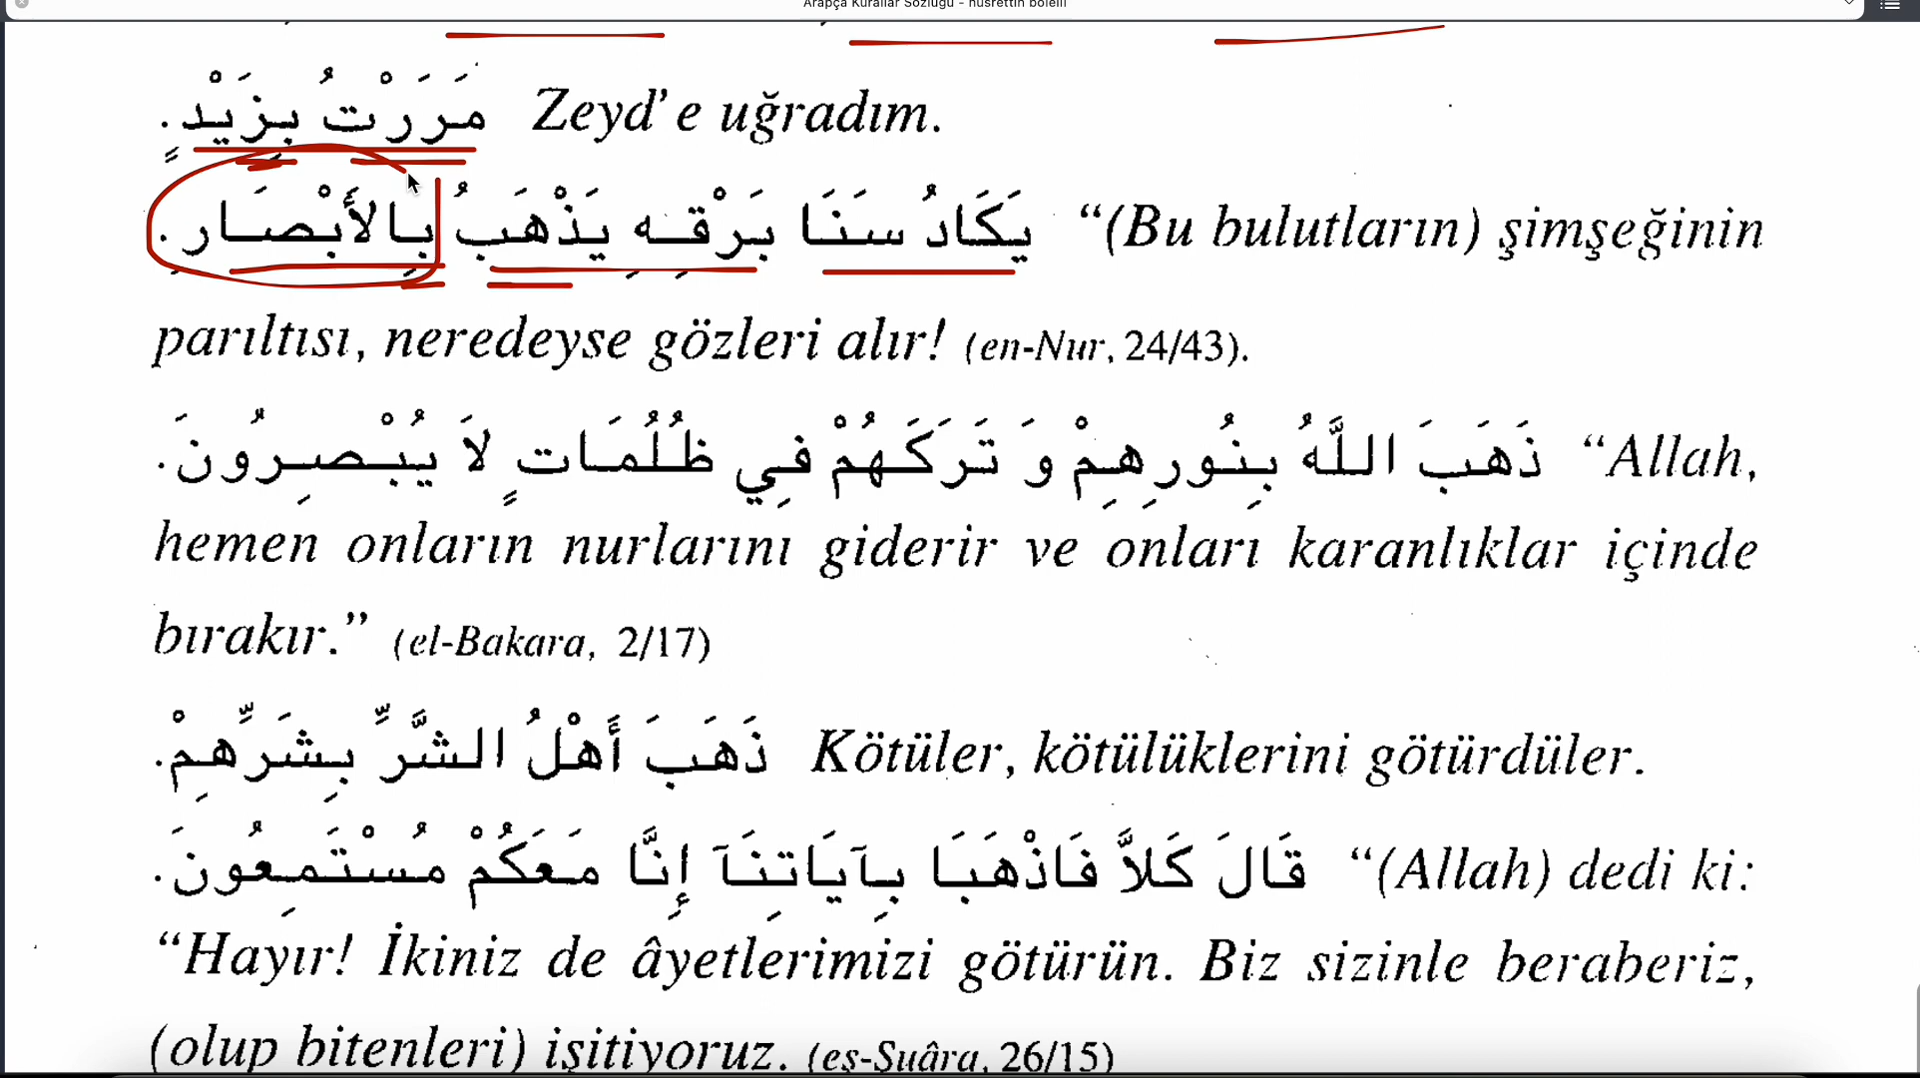 Arapça Kurallar Sözlüğü - nusrettin bolelli
مَرَرْتُ بِزَيْدٍ. Zeyd’e uğradım.
يَكَادُ سَنَا بَرْقِهِ يَذْهَبُ بِالأَبْصَارِ. “(Bu bulutların) şimşeğinin
parıltısı, neredeyse gözleri alır! (en-Nur, 24/43).
ذَهَبَ اللَّهُ بِنُورِهِمْ وَ تَرَكَهُمْ فِي ظُلُمَاتٍ لاَ يُبْصِرُونَ. “Allah,
hemen onların nurlarını giderir ve onları karanlıklar içinde
bırakır.” (el-Bakara, 2/17)
ذَهَبَ أَهْلُ الشَّرِّ بِشَرِّهِمْ. Kötüler, kötülüklerini götürdüler.
قَالَ كَلاَّ فَاذْهَبَا بِآيَاتِنَآ إِنَّا مَعَكُمْ مُسْتَمِعُونَ. “(Allah) dedi ki:
“Hayır! İkiniz de âyetlerimizi götürün. Biz sizinle beraberiz,
(olup bitenleri) işitiyoruz. (eş-Şuâra, 26/15)